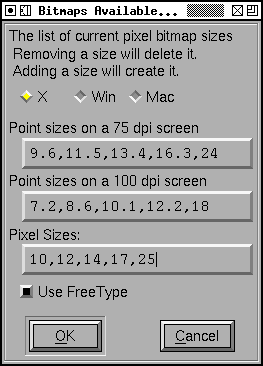 Bitmaps Available...
The list of current pixel bitmap sizes
Removing a size will delete it.
Adding a size will create it.
X Win Mac
Point sizes on a 75 dpi screen
9.6,11.5,13.4,16.3,24
Point sizes on a 100 dpi screen
7.2,8.6,10.1,12.2,18
Pixel Sizes:
10,12,14,17,25
Use FreeType
OK Cancel